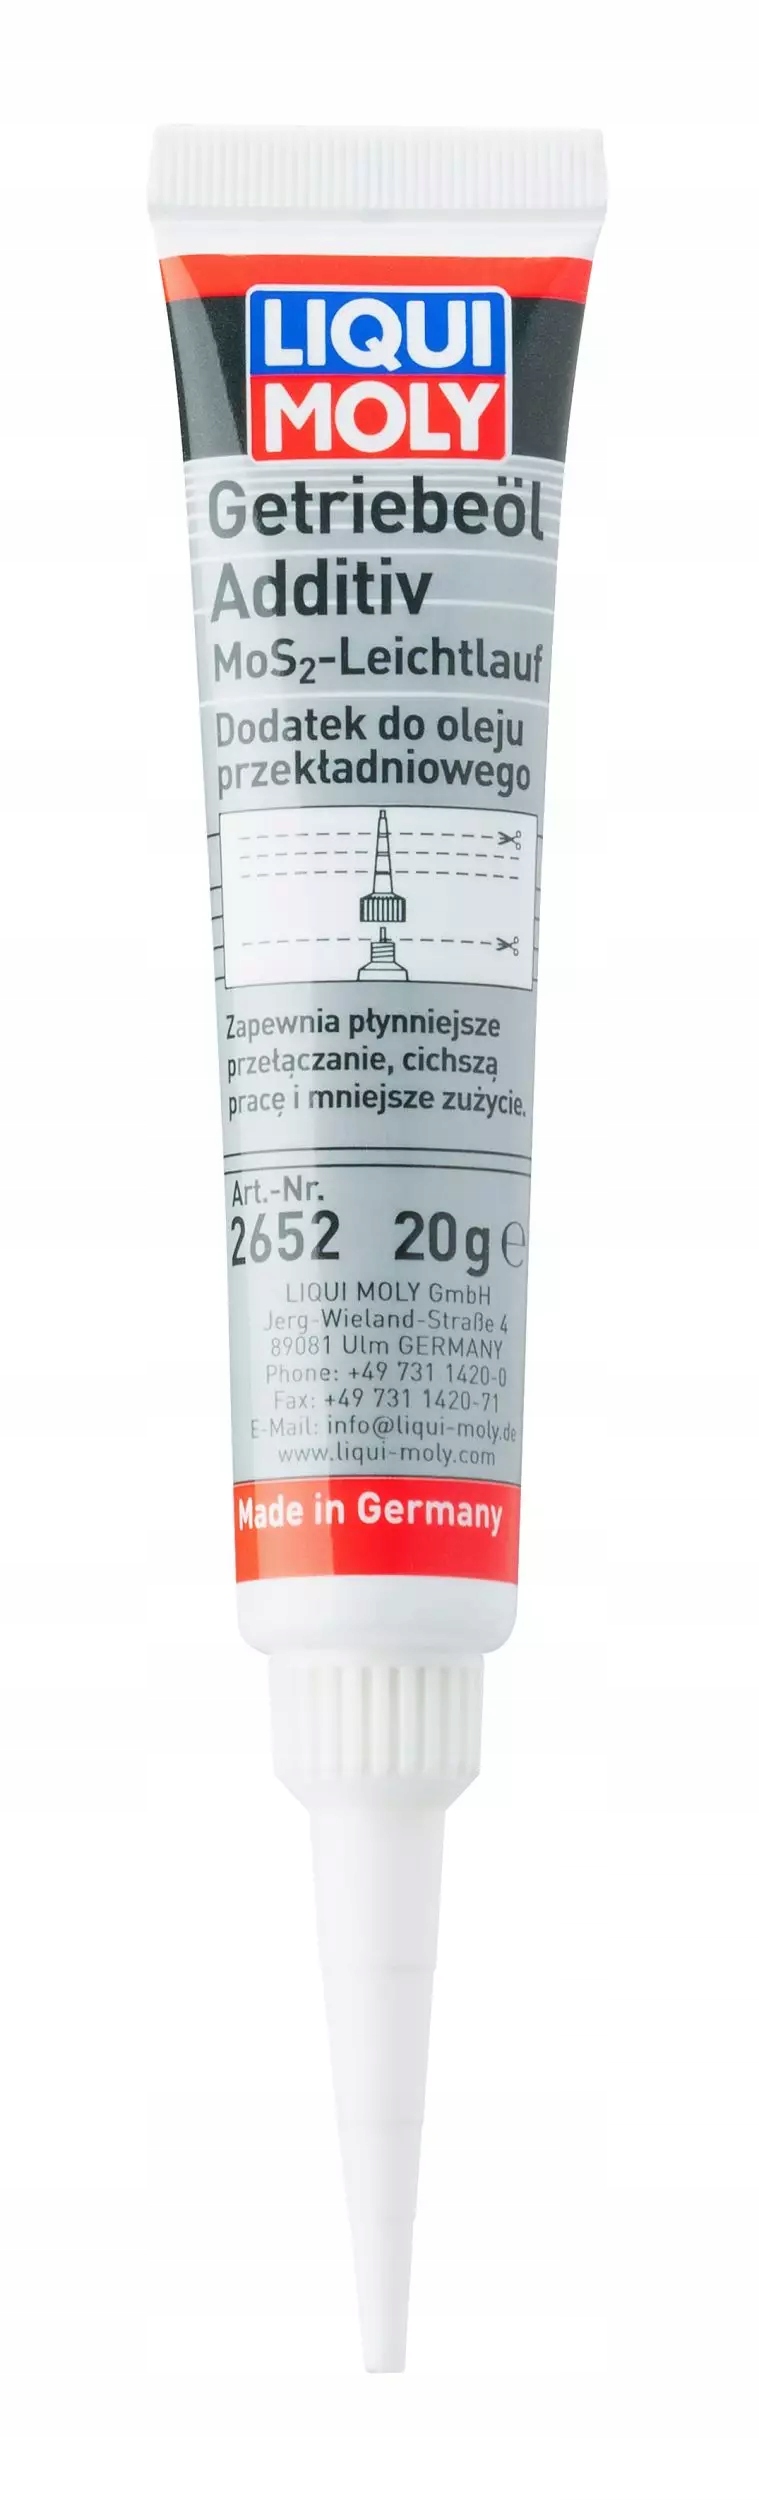 LIQUI
MOLY
Getriebeöl
Additiv
MoS₂-Leichtlauf
Dodatek do oleju
przekładniowego
Zapewnia płynniejsze
przełączanie, cichszą
pracę i mniejsze zużycie.
Art.-Nr.
2652 20g e
LIQUI MOLY GmbH
Jerg-Wieland-Straße 4
89081 Ulm GERMANY
Phone: +49 731 1420-0
Fax: +49 731 1420-71
E-Mail: info@liqui-moly.de
www.liqui-moly.com
Made in Germany